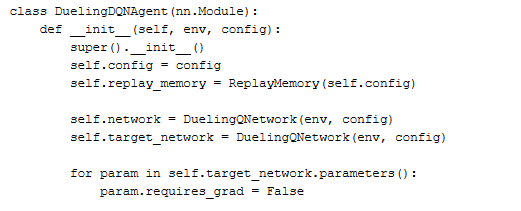 class DuelingDQNAgent(nn.Module):
    def __init__(self, env, config):
        super().__init__()
        self.config = config
        self.replay_memory = ReplayMemory(self.config)

        self.network = DuelingQNetwork(env, config)
        self.target_network = DuelingQNetwork(env, config)

        for param in self.target_network.parameters():
            param.requires_grad = False